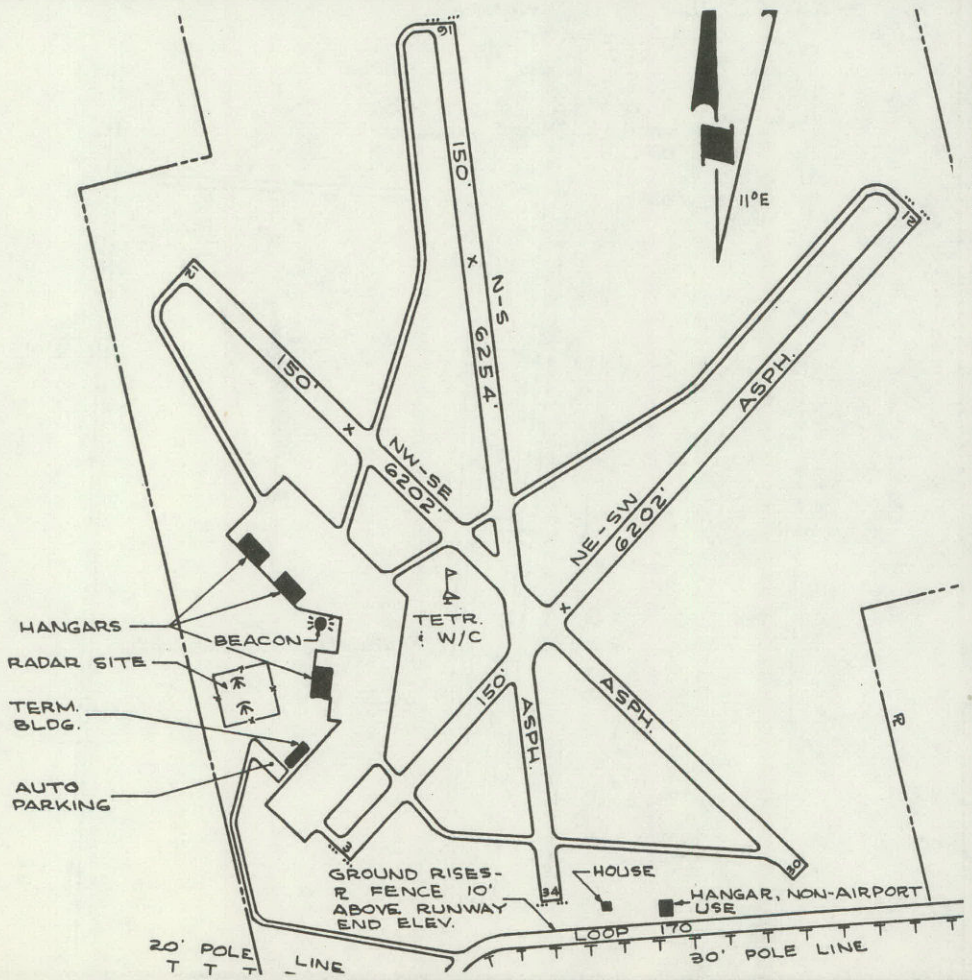 16
150'
N-S
6254'
11°E
21
ASPH.
NE-SW
6202'
12
150'
NW-SE
6202'
HANGARS
BEACON
TETR.
& W/C
RADAR SITE
TERM.
BLDG.
AUTO
PARKING
150'
ASPH.
ASPH.
R
3
34
30
GROUND RISES-
R FENCE 10'
ABOVE RUNWAY
END ELEV.
HOUSE
HANGAR, NON-AIRPORT
USE
LOOP 170
20' POLE LINE
30' POLE LINE